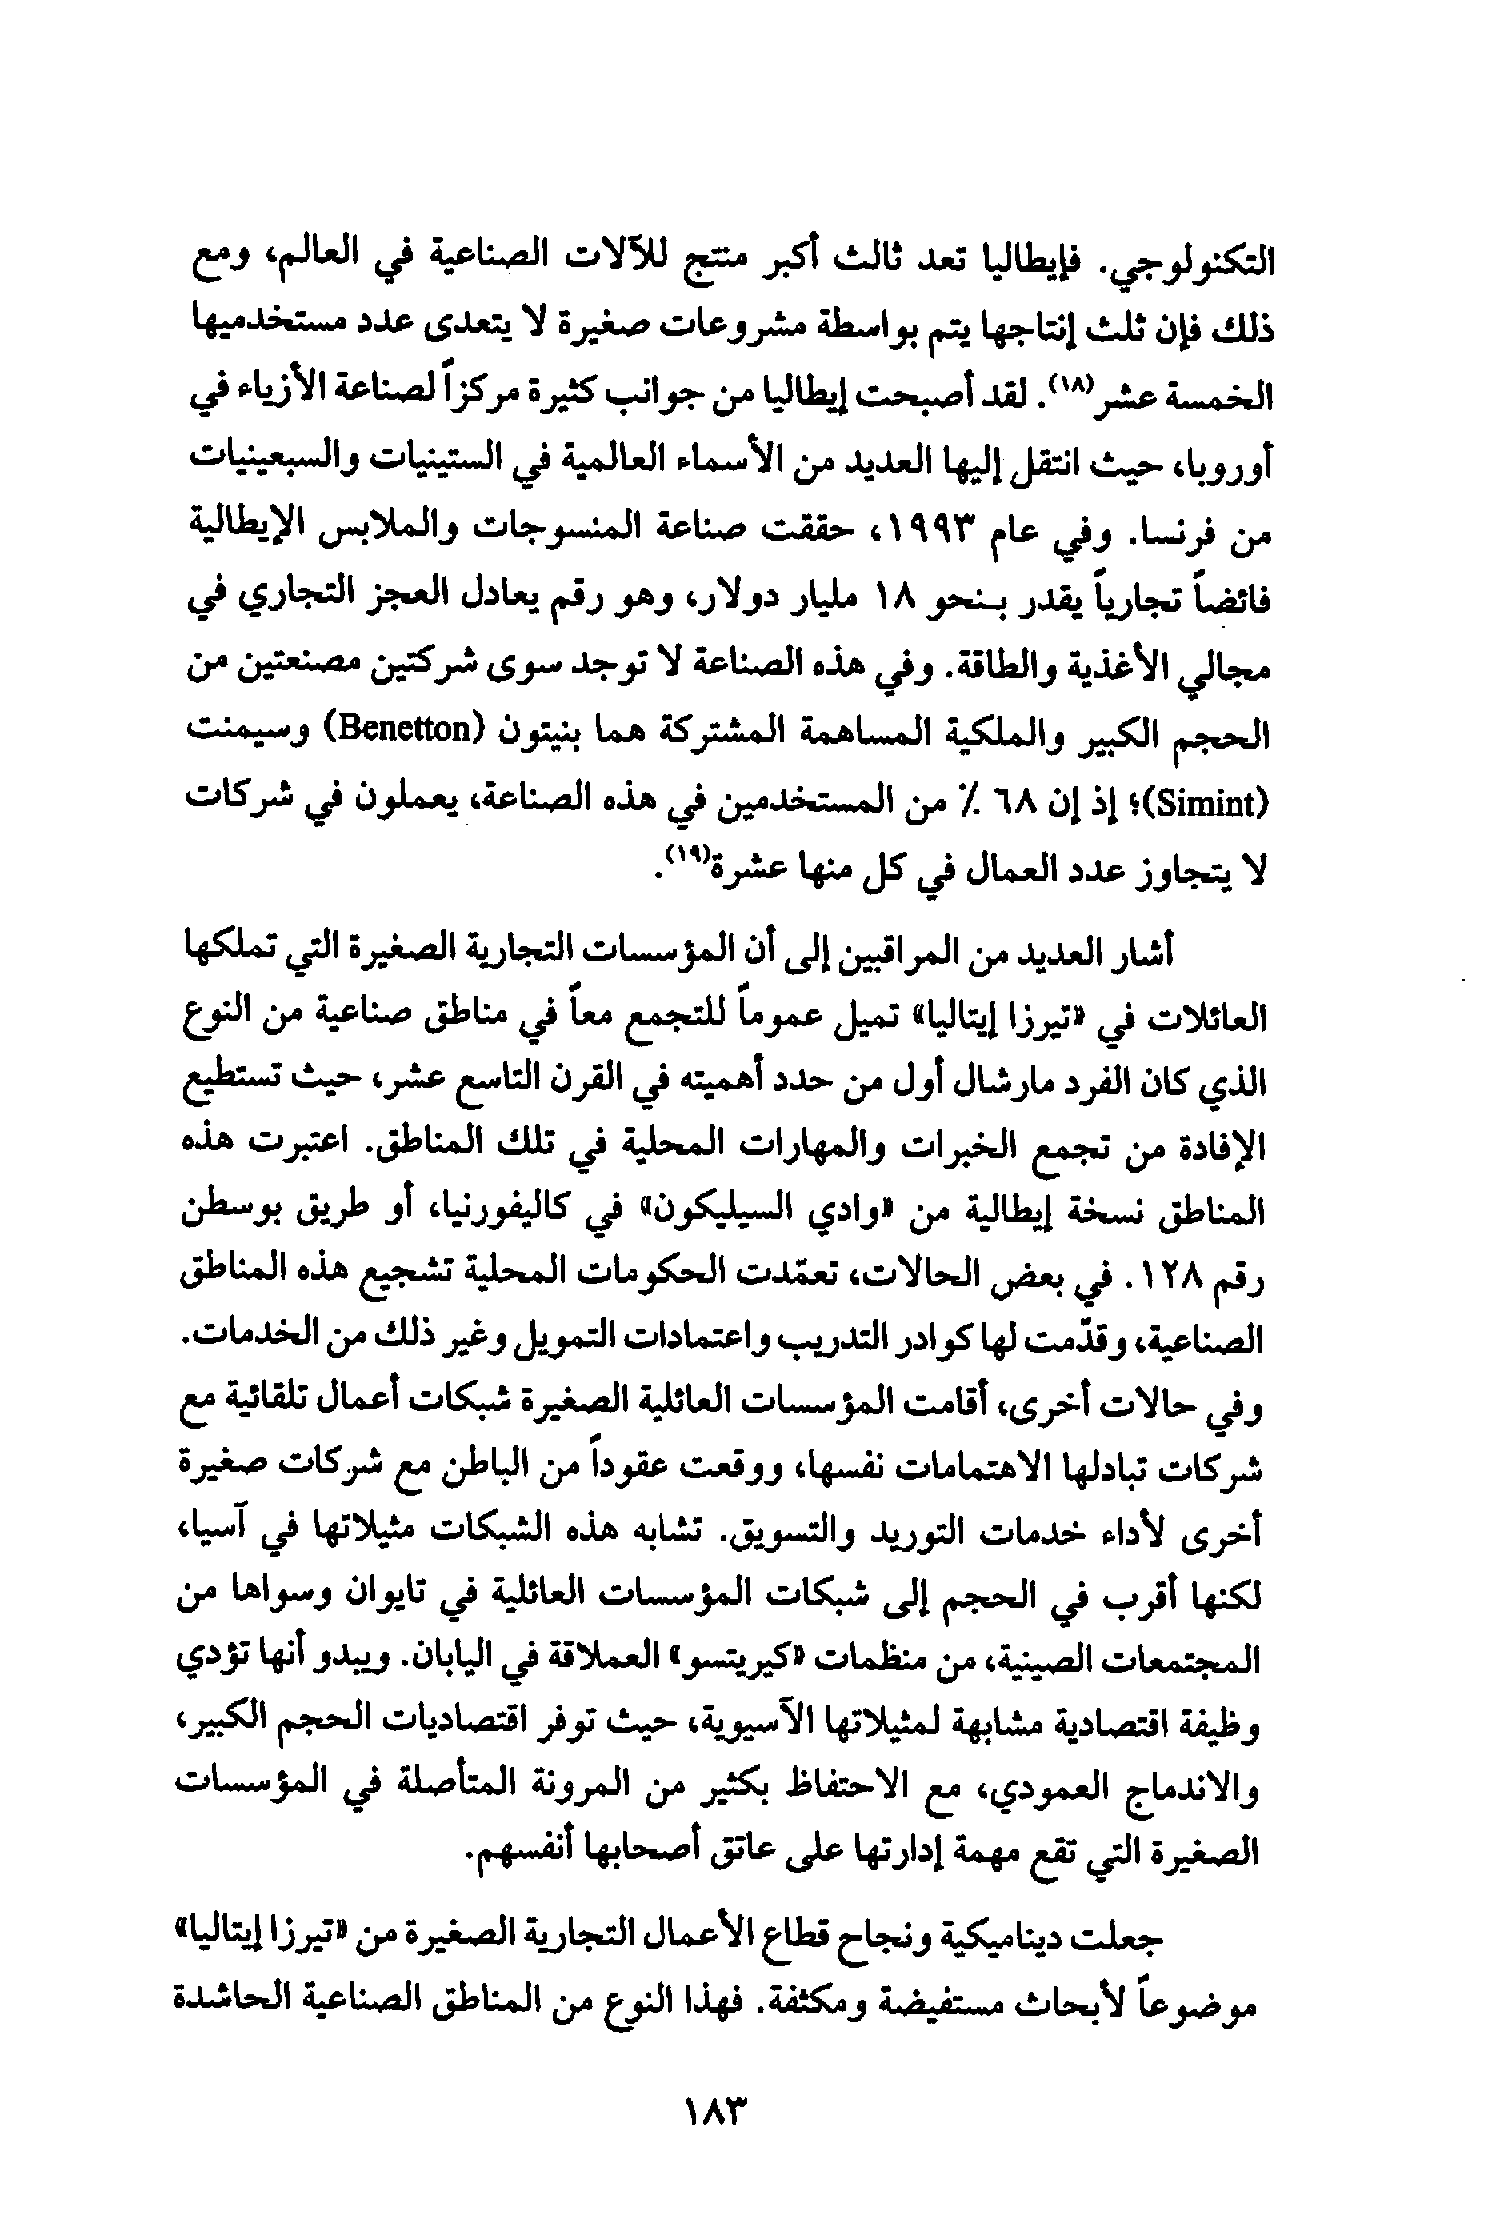 التكنولوجي. فإيطاليا تعد ثالث أكبر منتج للآلات الصناعية في العالم، ومع
ذلك فإن ثلث إنتاجها يتم بواسطة مشروعات صغيرة لا يتعدى عدد مستخدميها
الخمسة عشر(١٨). لقد أصبحت إيطاليا من جوانب كثيرة مركزاً لصناعة الأزياء في
أوروبا، حيث انتقل إليها العديد من الأسماء العالمية في الستينيات والسبعينيات
من فرنسا. وفي عام ١٩٩٣، حققت صناعة المنسوجات والملابس الإيطالية
فائضاً تجارياً يقدر بـنحو ١٨ مليار دولار، وهو رقم يعادل العجز التجاري في
مجالي الأغذية والطاقة. وفي هذه الصناعة لا توجد سوى شركتين مصنعتين من
الحجم الكبير والملكية المساهمة المشتركة هما بنيتون (Benetton) وسيمنت
(Simint)؛ إذ إن ٦٨ ٪ من المستخدمين في هذه الصناعة، يعملون في شركات
لا يتجاوز عدد العمال في كل منها عشرة(١٩).
أشار العديد من المراقبين إلى أن المؤسسات التجارية الصغيرة التي تملكها
العائلات في «تيرزا إيتاليا» تميل عموماً للتجمع معاً في مناطق صناعية من النوع
الذي كان الفرد مارشال أول من حدد أهميته في القرن التاسع عشر، حيث تستطيع
الإفادة من تجمع الخبرات والمهارات المحلية في تلك المناطق. اعتبرت هذه
المناطق نسخة إيطالية من «وادي السيليكون» في كاليفورنيا، أو طريق بوسطن
رقم ١٢٨. في بعض الحالات، تعمّدت الحكومات المحلية تشجيع هذه المناطق
الصناعية، وقدّمت لها كوادر التدريب واعتمادات التمويل وغير ذلك من الخدمات.
وفي حالات أخرى، أقامت المؤسسات العائلية الصغيرة شبكات أعمال تلقائية مع
شركات تبادلها الاهتمامات نفسها، ووقعت عقوداً من الباطن مع شركات صغيرة
أخرى لأداء خدمات التوريد والتسويق. تشابه هذه الشبكات مثيلاتها في آسيا،
لكنها أقرب في الحجم إلى شبكات المؤسسات العائلية في تايوان وسواها من
المجتمعات الصينية، من منظمات «كيريتسو» العملاقة في اليابان. ويبدو أنها تؤدي
وظيفة اقتصادية مشابهة لمثيلاتها الآسيوية، حيث توفر اقتصاديات الحجم الكبير،
والاندماج العمودي، مع الاحتفاظ بكثير من المرونة المتأصلة في المؤسسات
الصغيرة التي تقع مهمة إدارتها على عاتق أصحابها أنفسهم.
جعلت ديناميكية ونجاح قطاع الأعمال التجارية الصغيرة من «تيرزا إيتاليا»
موضوعاً لأبحاث مستفيضة ومكثفة. فهذا النوع من المناطق الصناعية الحاشدة
١٨٣